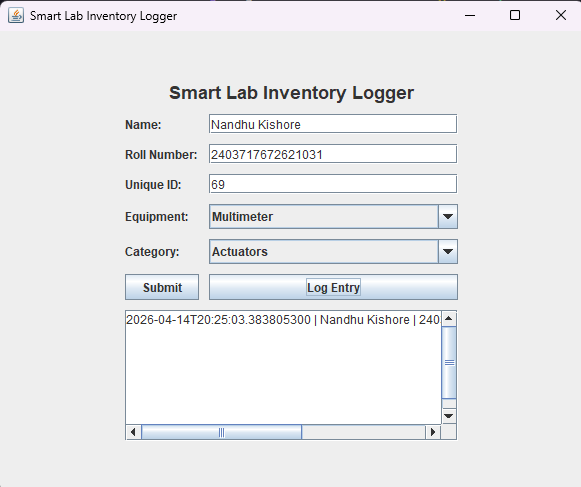 Smart Lab Inventory Logger
Smart Lab Inventory Logger
Name: Nandhu Kishore
Roll Number: 2403717672621031
Unique ID: 69
Equipment: Multimeter
Category: Actuators
Submit Log Entry
2026-04-14T20:25:03.383805300 | Nandhu Kishore | 240